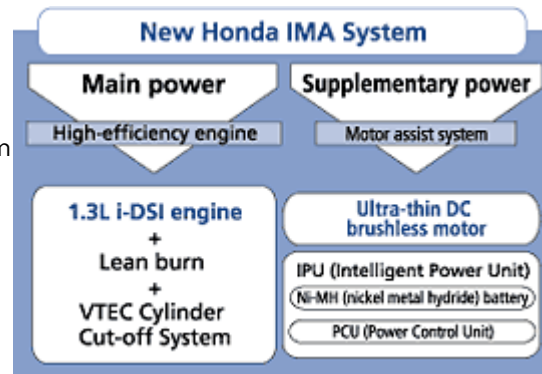 New Honda IMA System
Main power
High-efficiency engine
1.3L i-DSI engine
+
Lean burn
+
VTEC Cylinder
Cut-off System
Supplementary power
Motor assist system
Ultra-thin DC
brushless motor
IPU (Intelligent Power Unit)
Ni-MH (nickel metal hydride) battery
PCU (Power Control Unit)